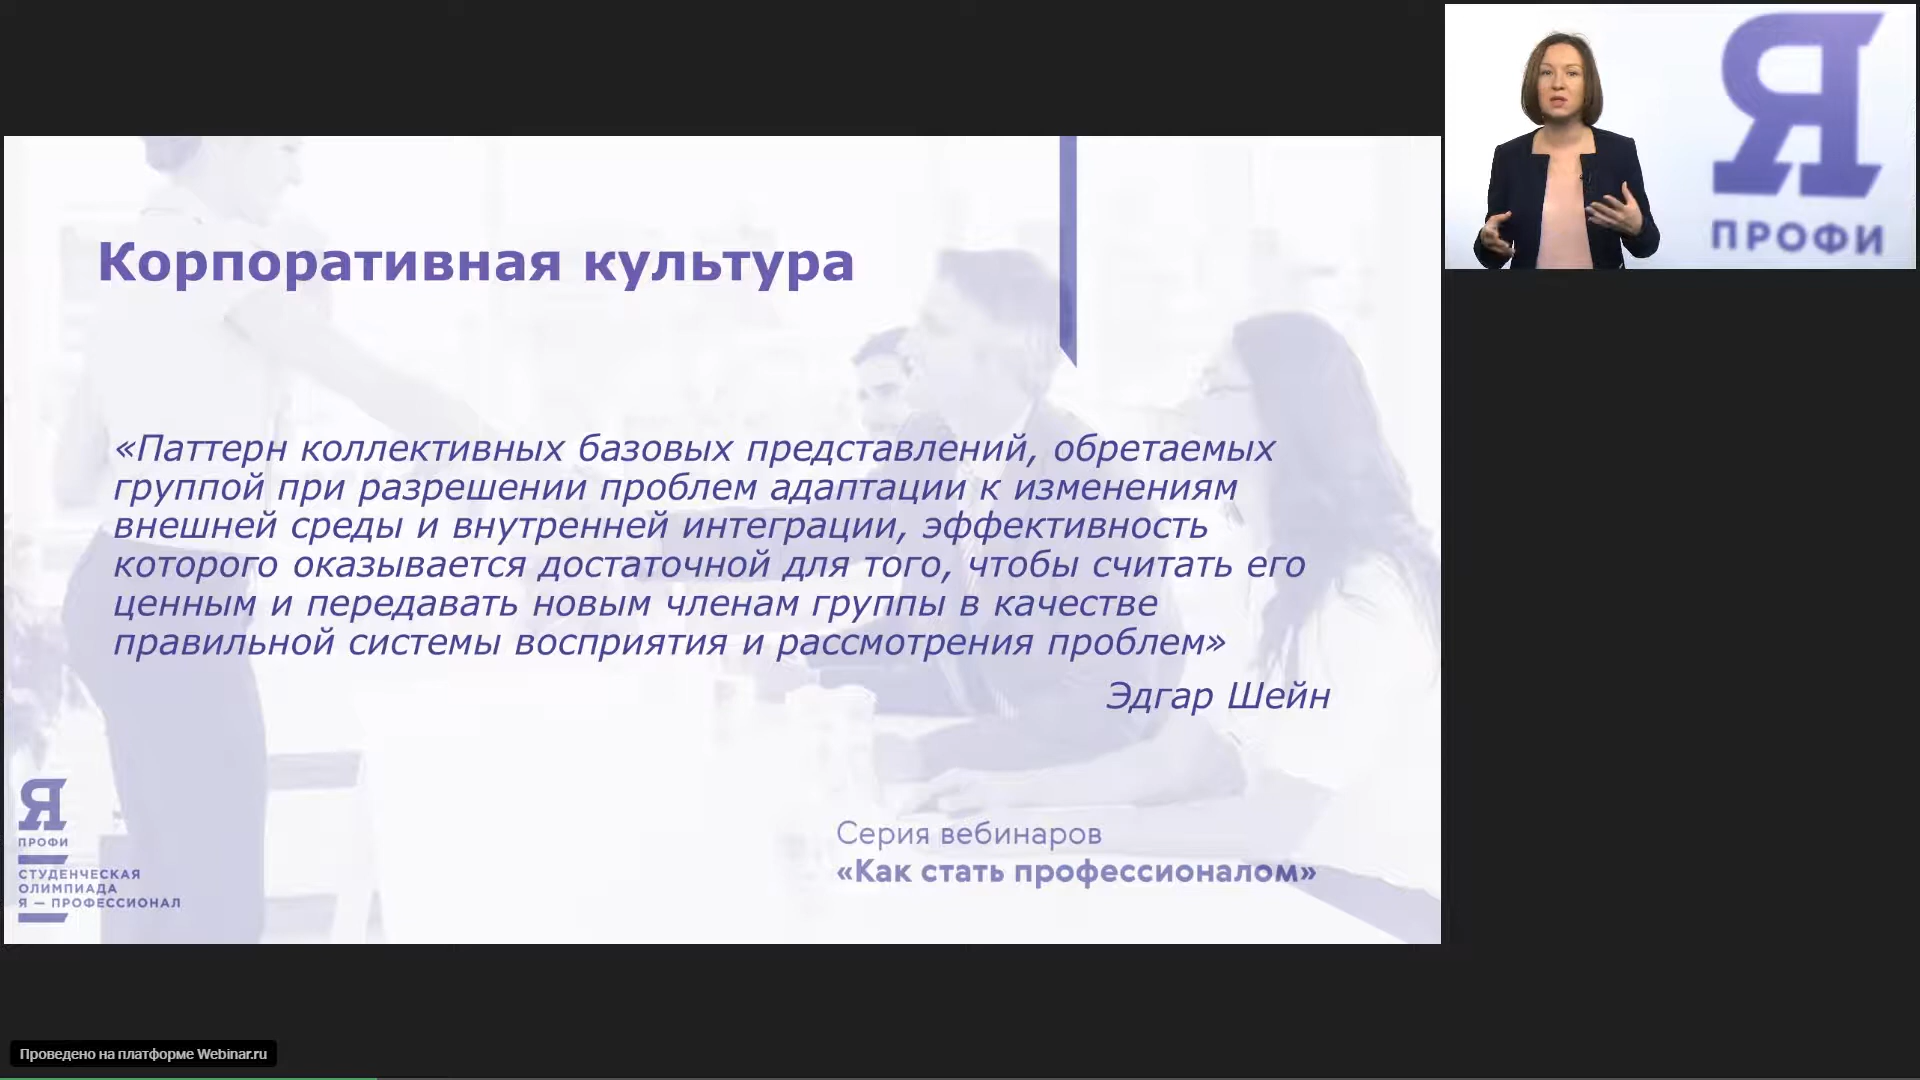 Я
ПРОФИ
Корпоративная культура
«Паттерн коллективных базовых представлений, обретаемых
группой при разрешении проблем адаптации к изменениям
внешней среды и внутренней интеграции, эффективность
которого оказывается достаточной для того, чтобы считать его
ценным и передавать новым членам группы в качестве
правильной системы восприятия и рассмотрения проблем»
Эдгар Шейн
Я
ПРОФИ
СТУДЕНЧЕСКАЯ
ОЛИМПИАДА
Я — ПРОФЕССИОНАЛ
Серия вебинаров
«Как стать профессионалом»
Проведено на платформе Webinar.ru